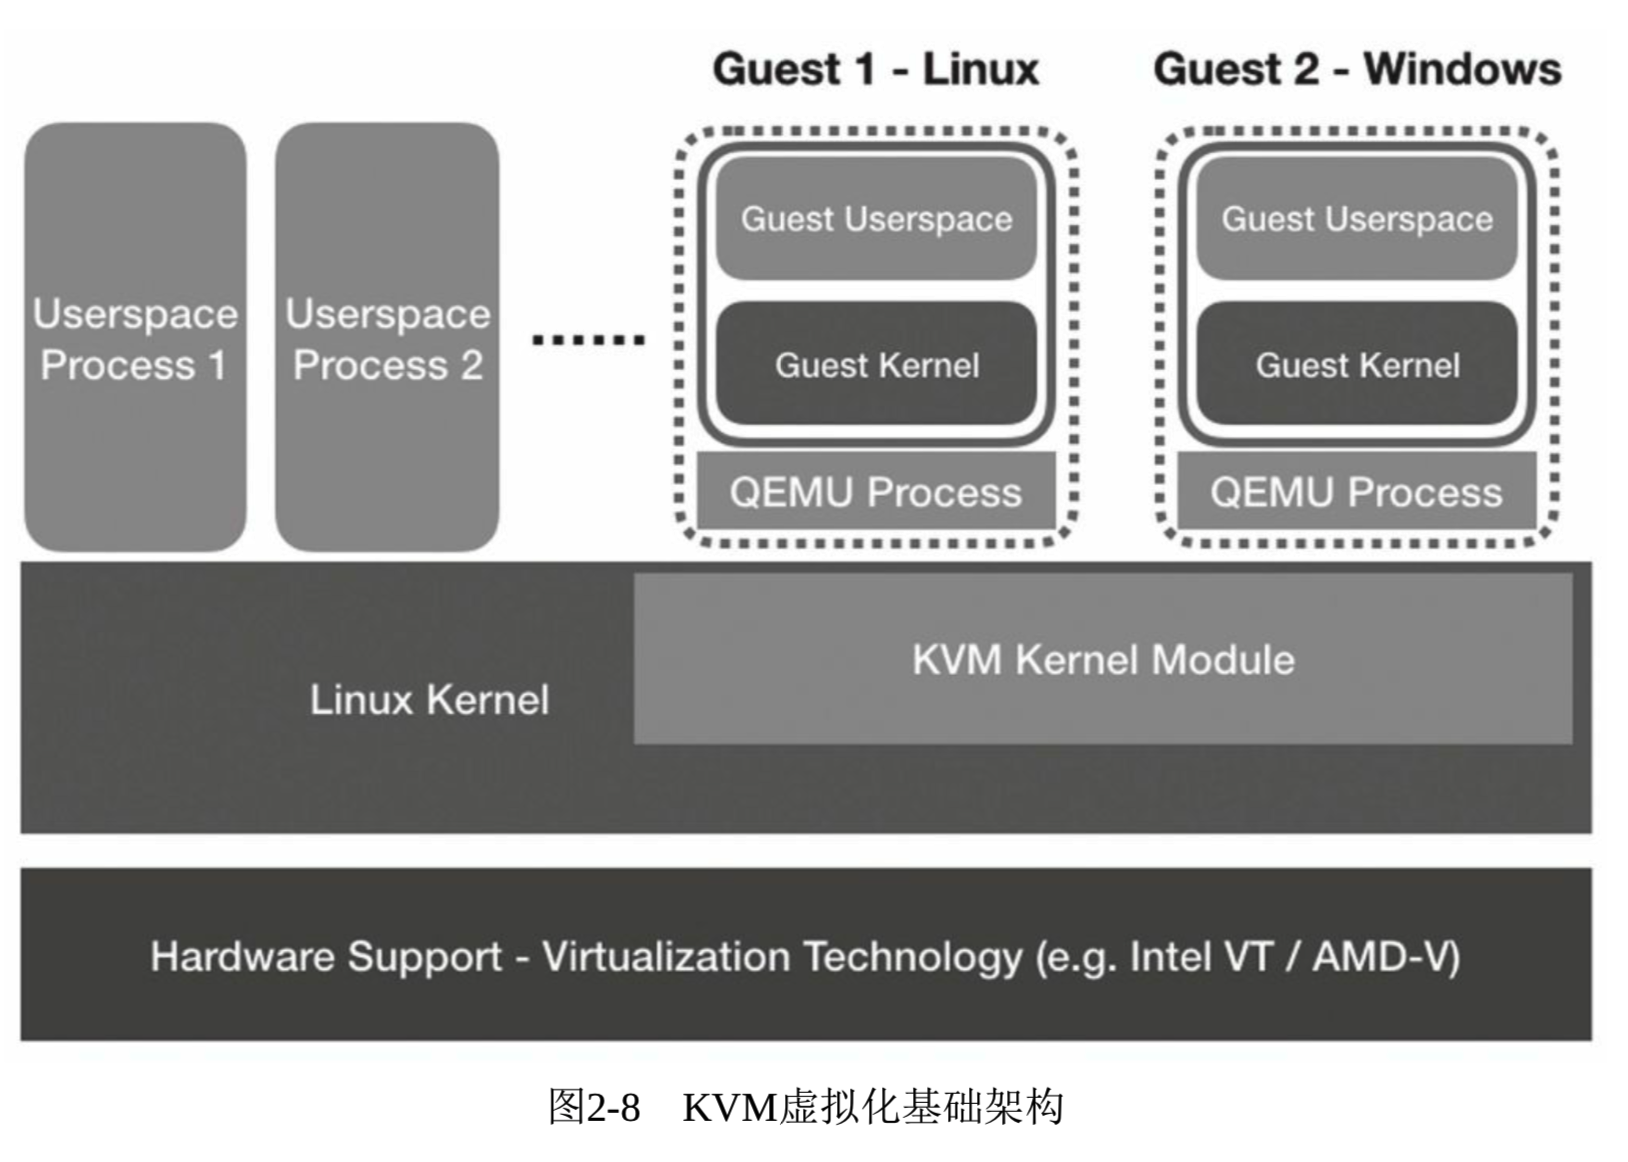 Guest 1 - Linux
Guest 2 - Windows
Userspace
Process 1
Userspace
Process 2
......
Guest Userspace
Guest Kernel
QEMU Process
Guest Userspace
Guest Kernel
QEMU Process
Linux Kernel
KVM Kernel Module
Hardware Support - Virtualization Technology (e.g. Intel VT / AMD-V)
图2-8 KVM虚拟化基础架构